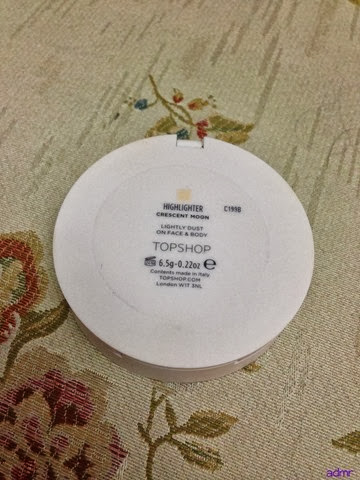 HIGHLIGHTER
CRESCENT MOON
C199B
LIGHTLY DUST
ON FACE & BODY
TOPSHOP
6.5g-0.22oz ℮
Contents made in Italy
TOPSHOP.COM
London W1T 3NL
admr